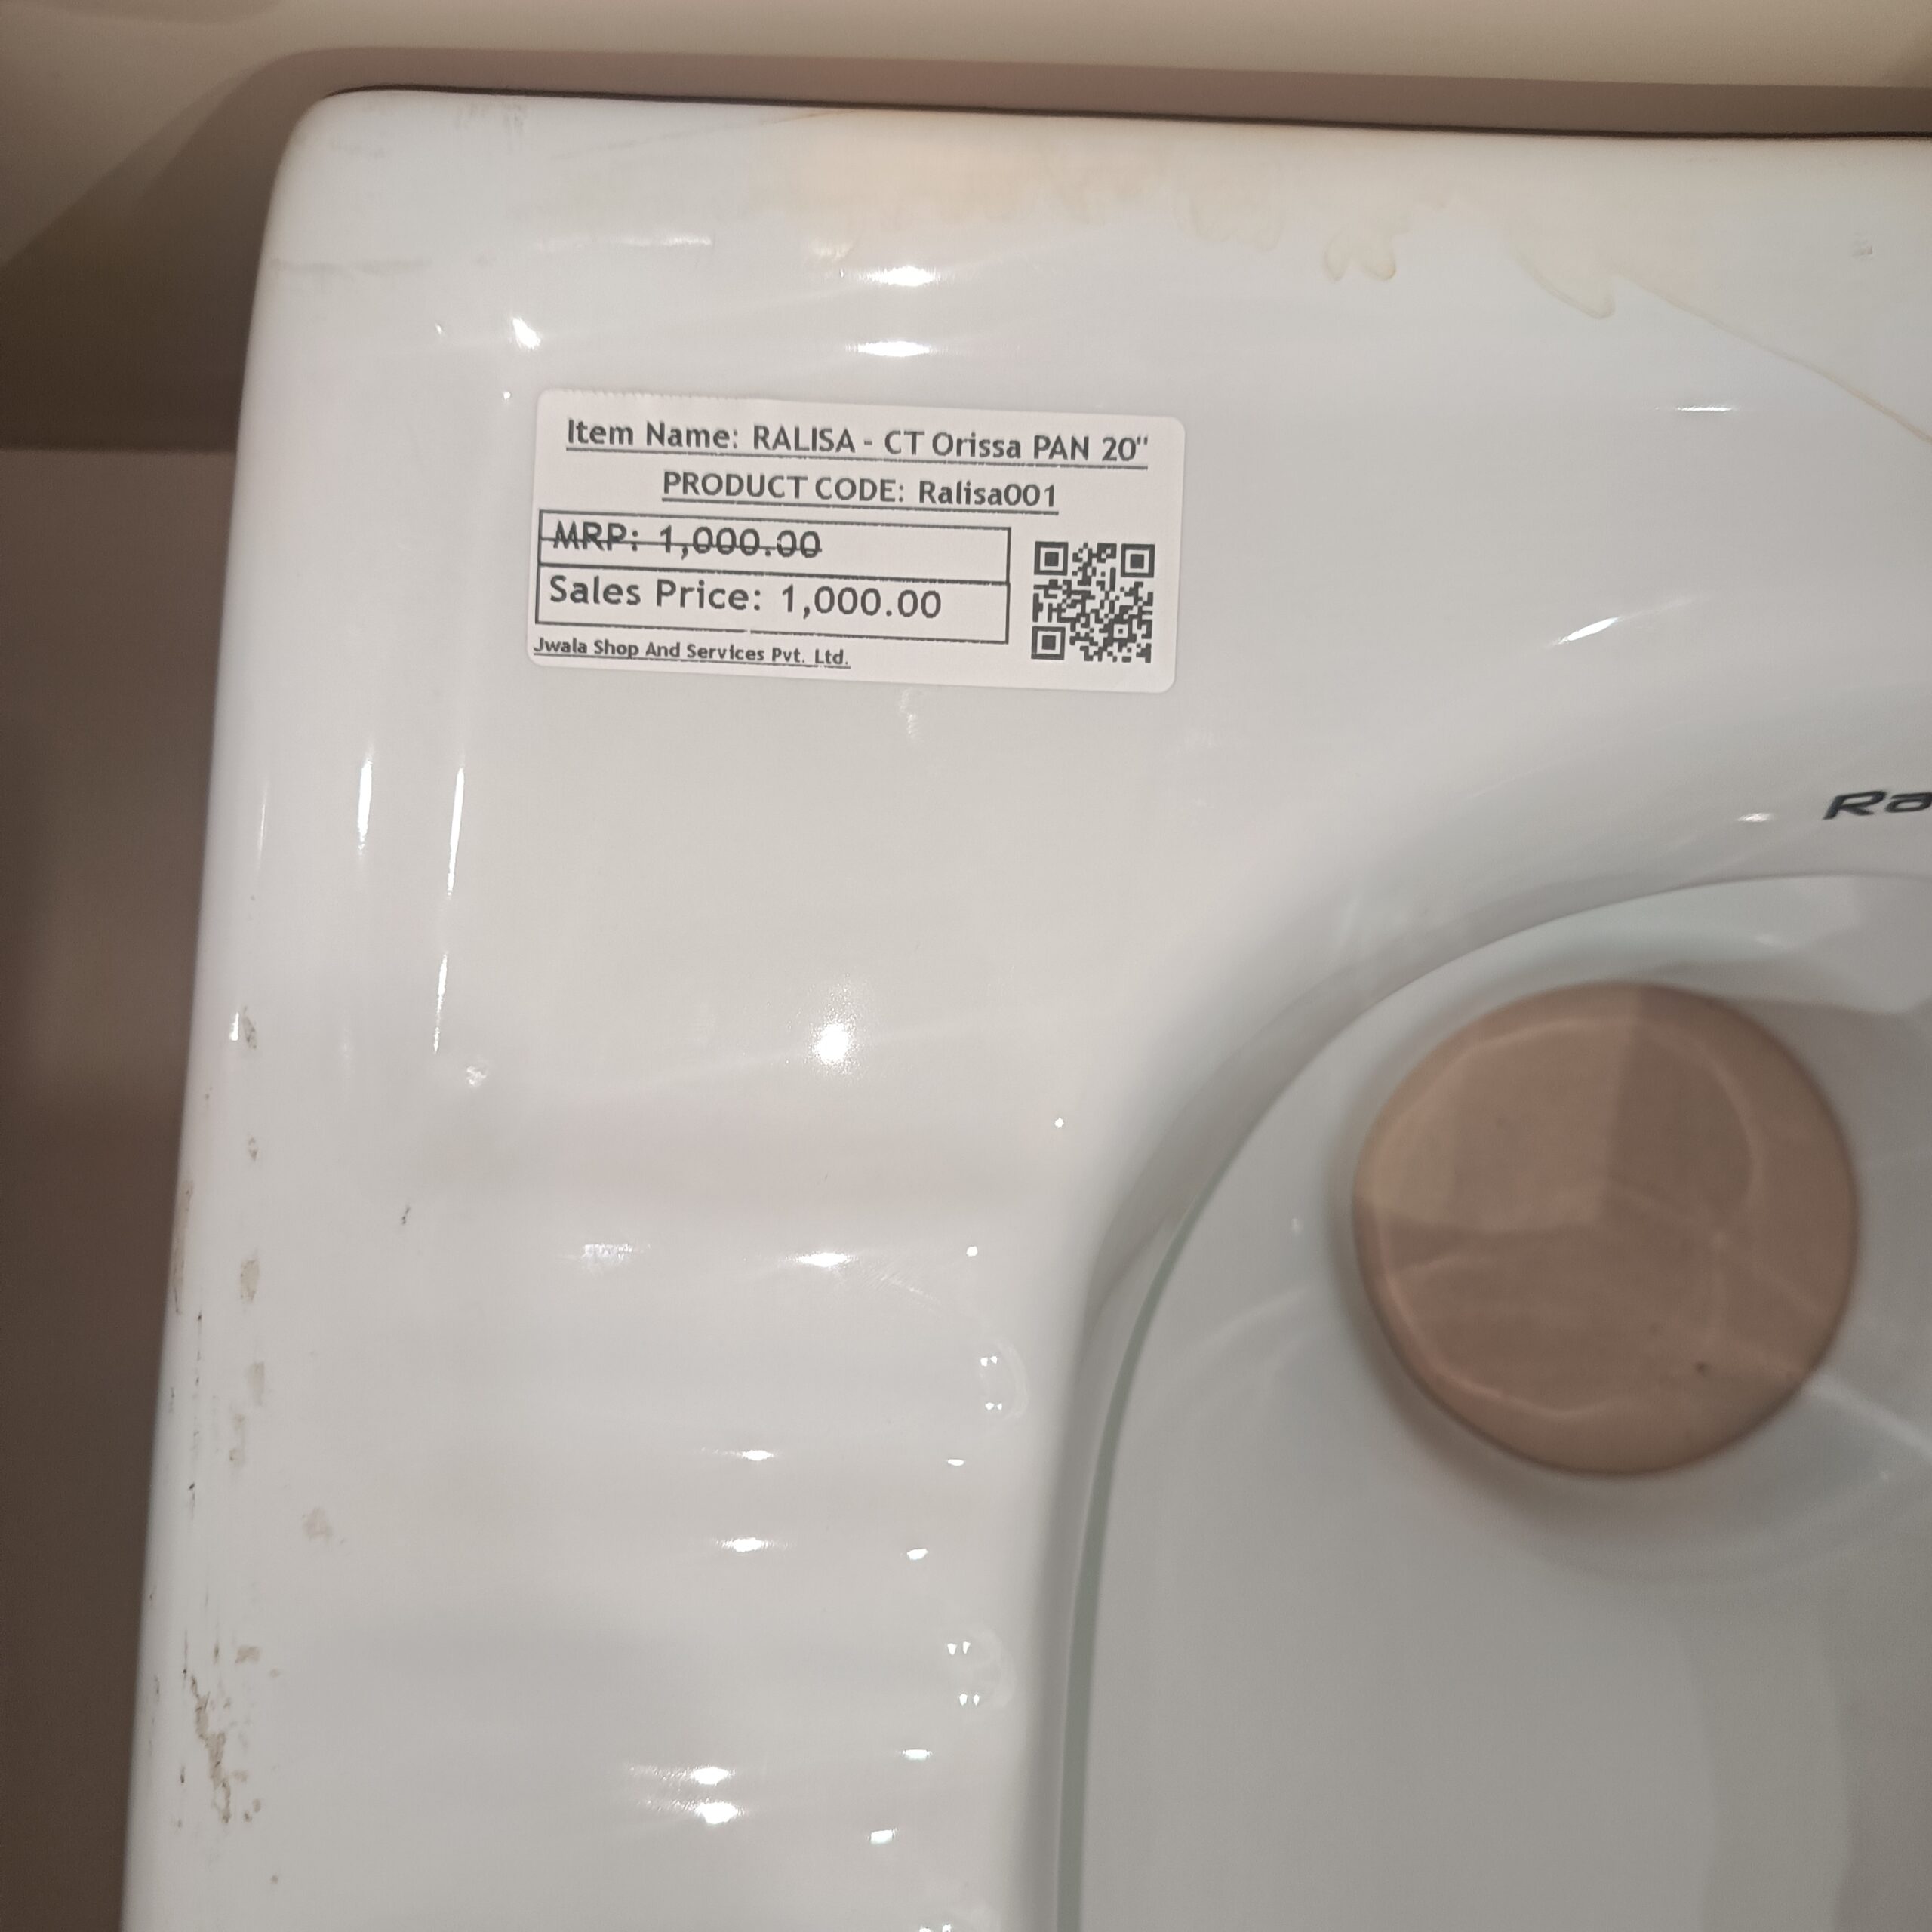 Item Name: RALISA - CT Orissa PAN 20"
PRODUCT CODE: Ralisa001
MRP: 1,000.00
Sales Price: 1,000.00
Jwala Shop And Services Pvt. Ltd.